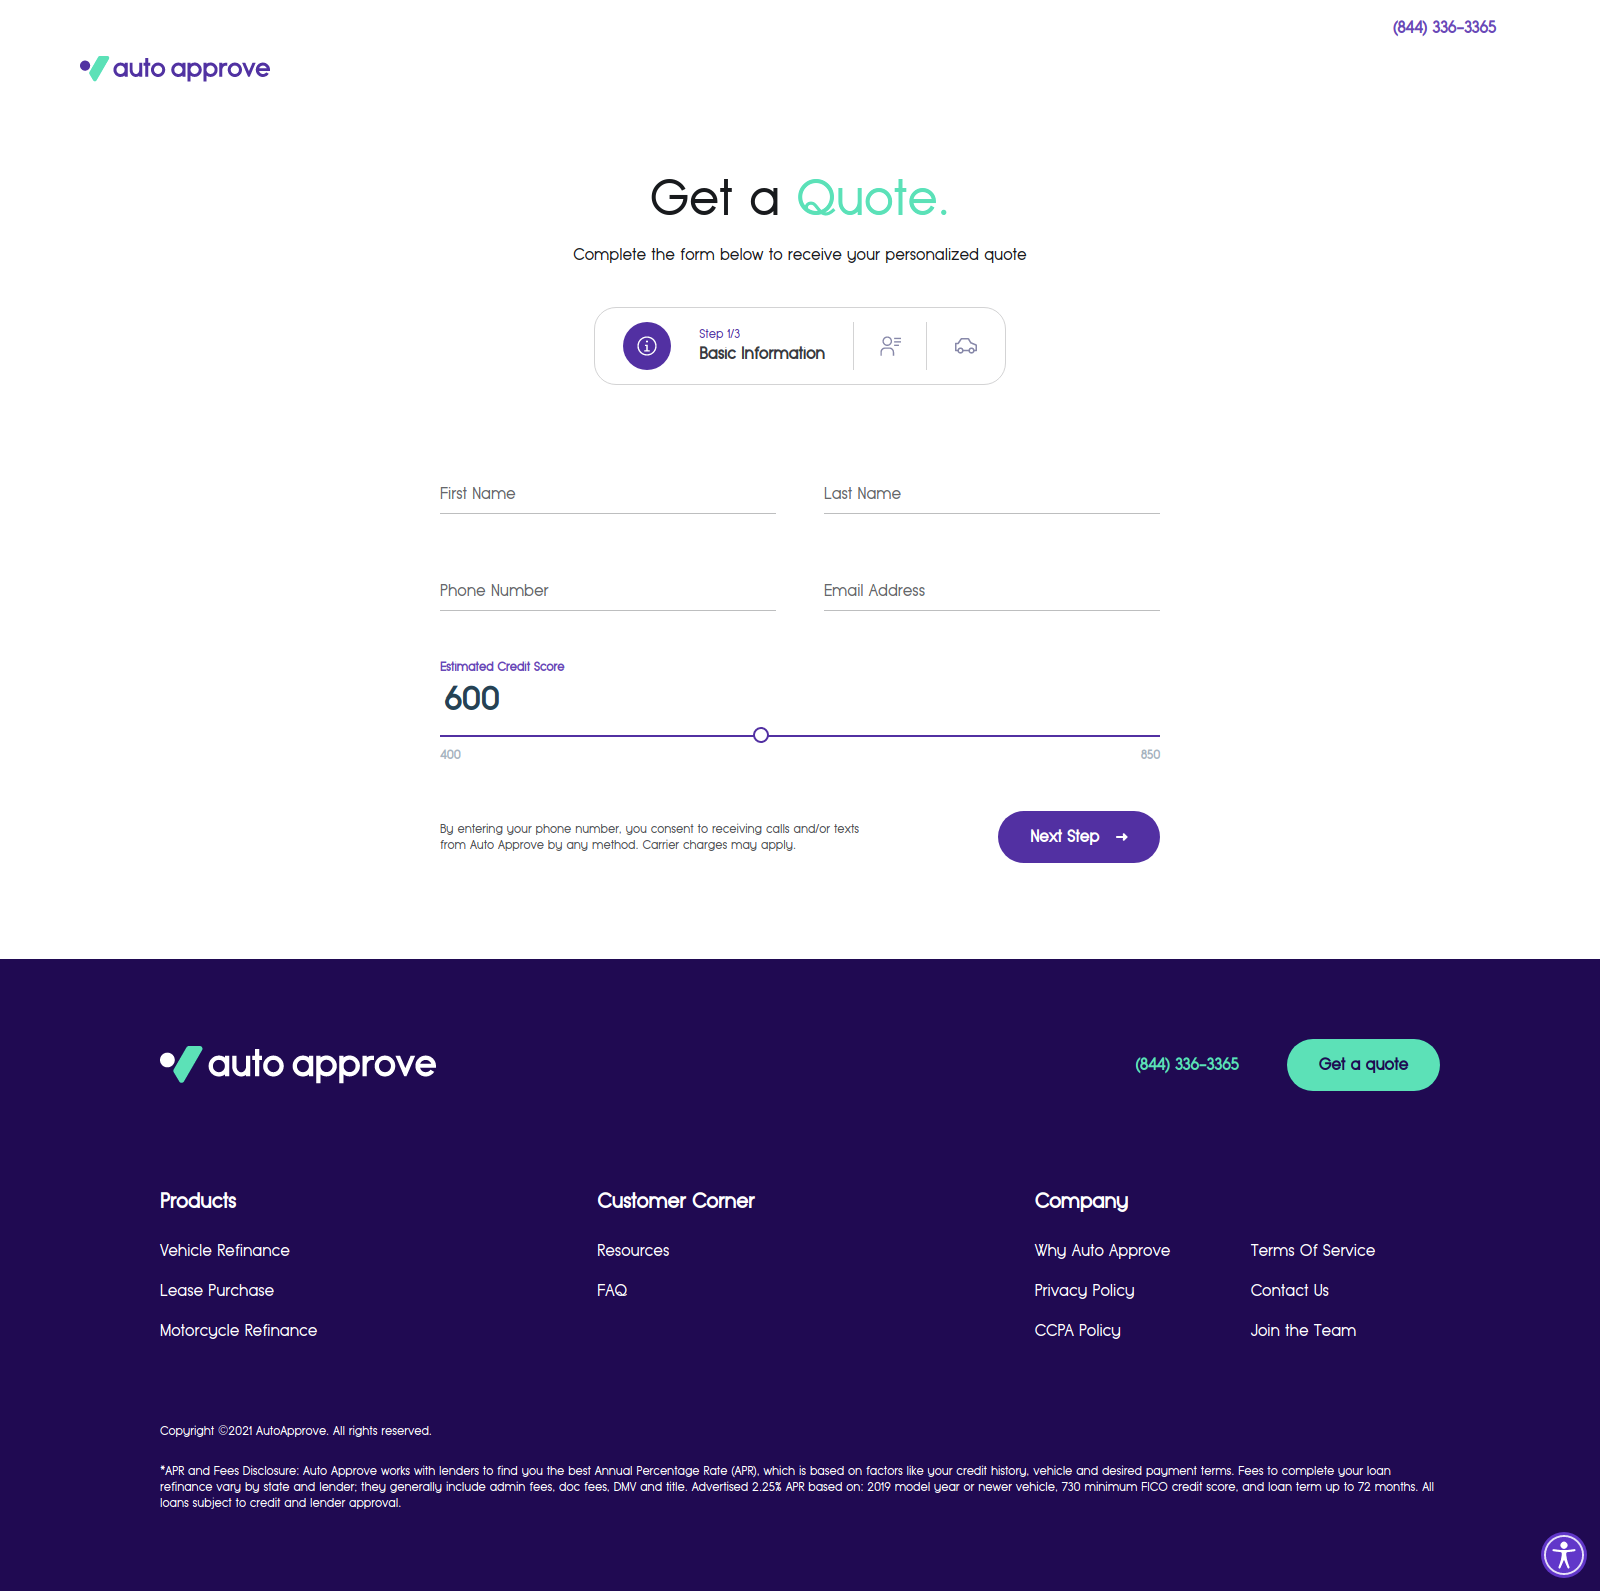 (844) 336-3365
auto approve
Get a Quote.
Complete the form below to receive your personalized quote
Step 1/3
Basic Information
First Name
Last Name
Phone Number
Email Address
Estimated Credit Score
600
400
850
By entering your phone number, you consent to receiving calls and/or texts
from Auto Approve by any method. Carrier charges may apply.
Next Step
auto approve
(844) 336-3365
Get a quote
Products
Vehicle Refinance
Lease Purchase
Motorcycle Refinance
Customer Corner
Resources
FAQ
Company
Why Auto Approve
Privacy Policy
CCPA Policy
Terms Of Service
Contact Us
Join the Team
Copyright ©2021 AutoApprove. All rights reserved.
*APR and Fees Disclosure: Auto Approve works with lenders to find you the best Annual Percentage Rate (APR), which is based on factors like your credit history, vehicle and desired payment terms. Fees to complete your loan
refinance vary by state and lender; they generally include admin fees, doc fees, DMV and title. Advertised 2.25% APR based on: 2019 model year or newer vehicle, 730 minimum FICO credit score, and loan term up to 72 months. All
loans subject to credit and lender approval.